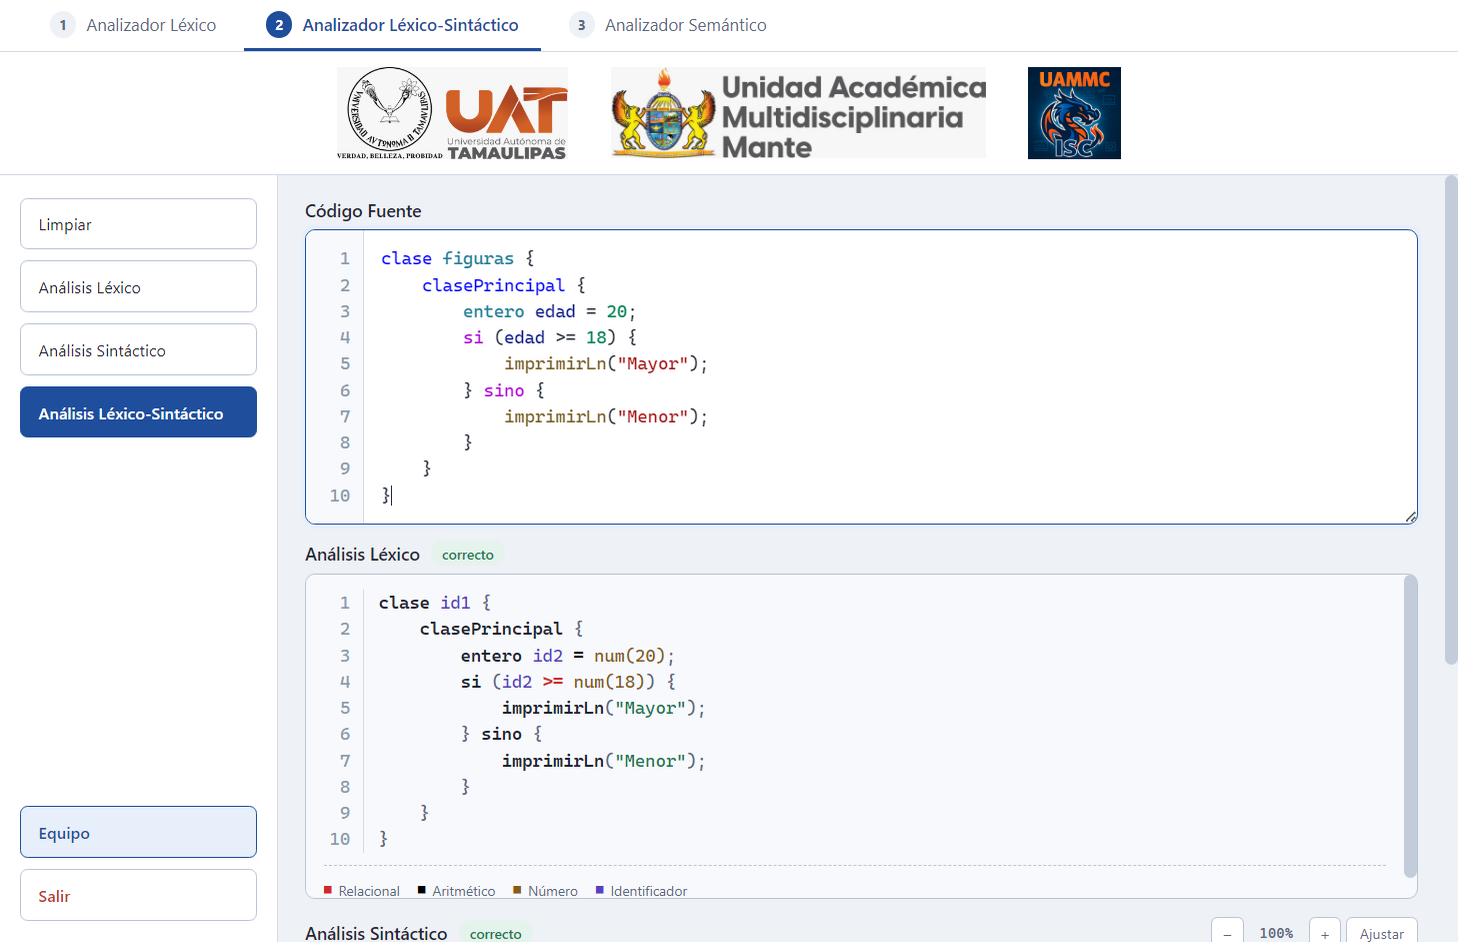 1 Analizador Léxico 2 Analizador Léxico-Sintáctico 3 Analizador Semántico
UNIVERSIDAD AUTÓNOMA DE TAMAULIPAS
VERDAD, BELLEZA, PROBIDAD
UAT
Universidad Autónoma de
TAMAULIPAS
Unidad Académica
Multidisciplinaria
Mante
UAMMC
ISC
Limpiar
Análisis Léxico
Análisis Sintáctico
Análisis Léxico-Sintáctico
Equipo
Salir
Código Fuente
1 clase figuras {
2     clasePrincipal {
3         entero edad = 20;
4         si (edad >= 18) {
5             imprimirLn("Mayor");
6         } sino {
7             imprimirLn("Menor");
8         }
9     }
10 }
Análisis Léxico correcto
1 clase id1 {
2     clasePrincipal {
3         entero id2 = num(20);
4         si (id2 >= num(18)) {
5             imprimirLn("Mayor");
6         } sino {
7             imprimirLn("Menor");
8         }
9     }
10 }
Relacional Aritmético Número Identificador
Análisis Sintáctico correcto − 100% + Ajustar